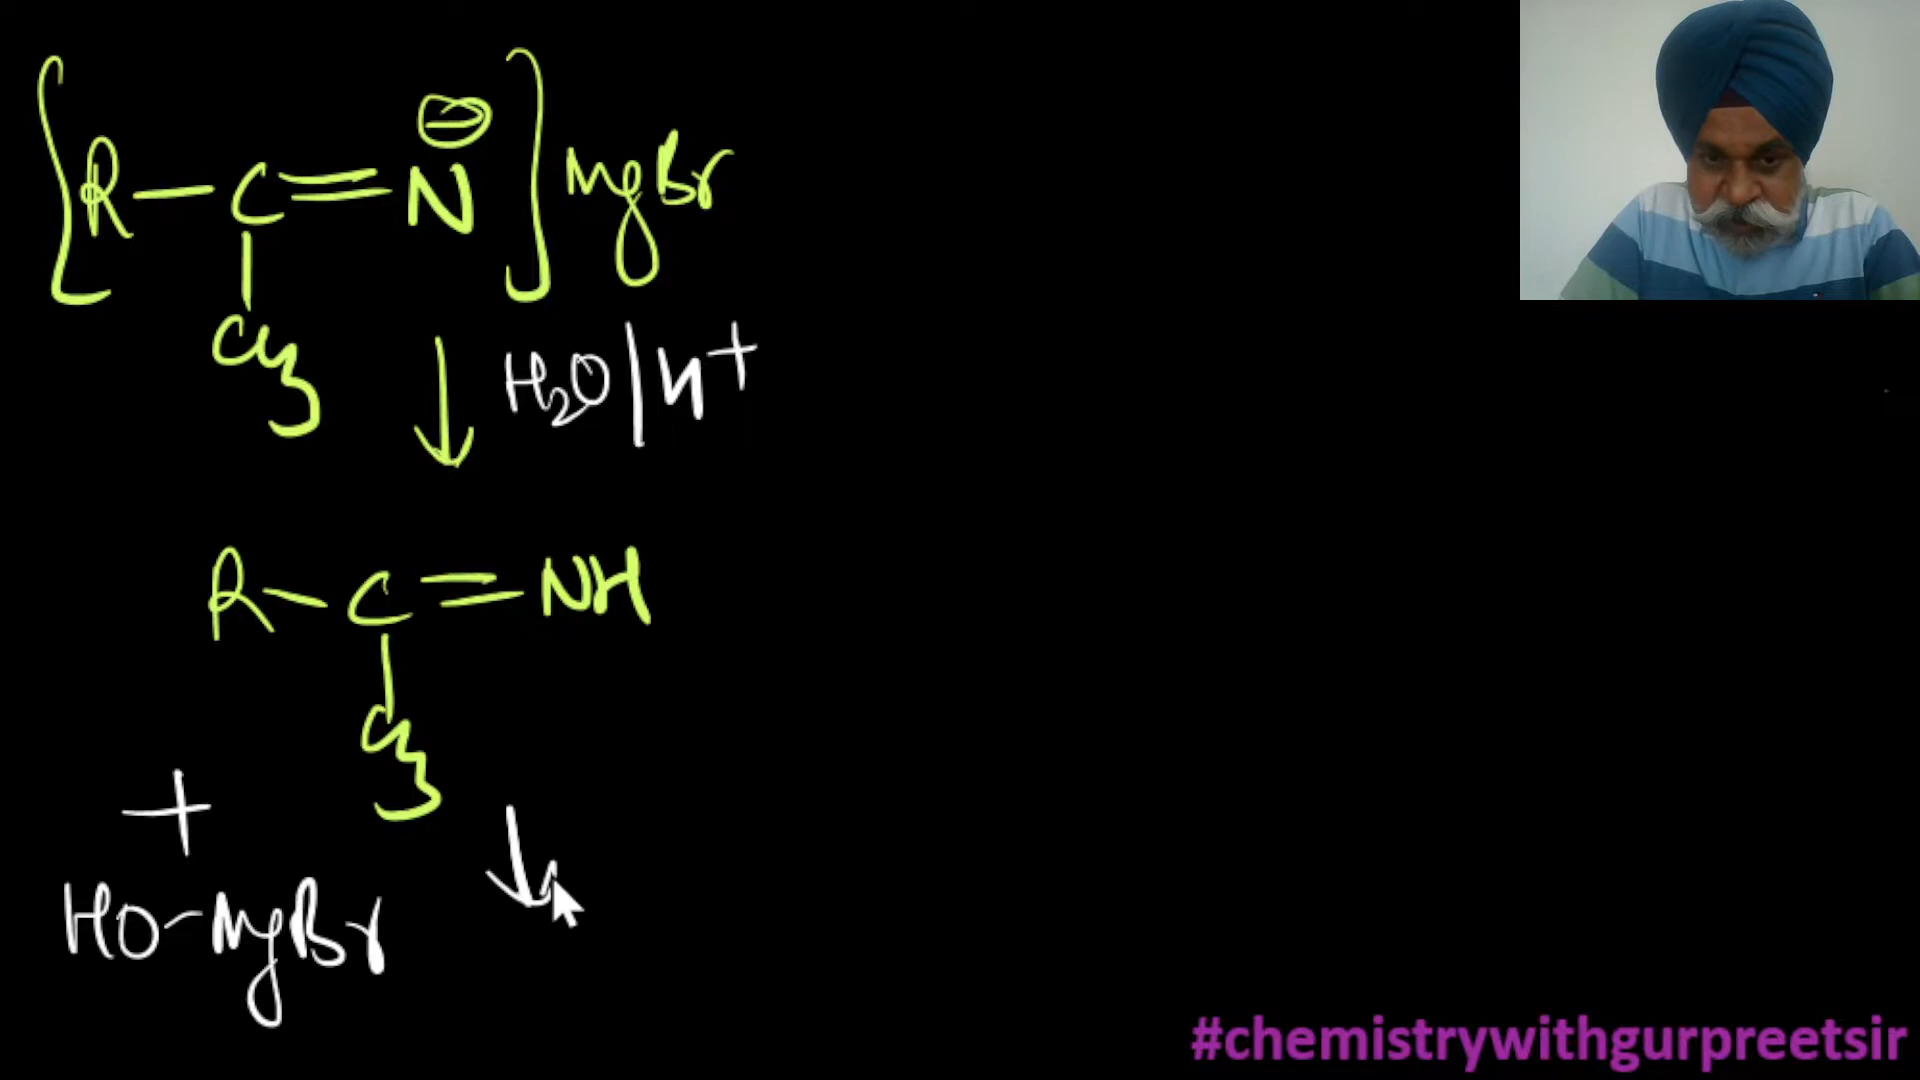 [R—C=N⊖]MgBr
|
CH3
↓ H2O/H+
R—C=NH
|
CH3
+
↓
HO—MgBr
#chemistrywithgurpreetsir